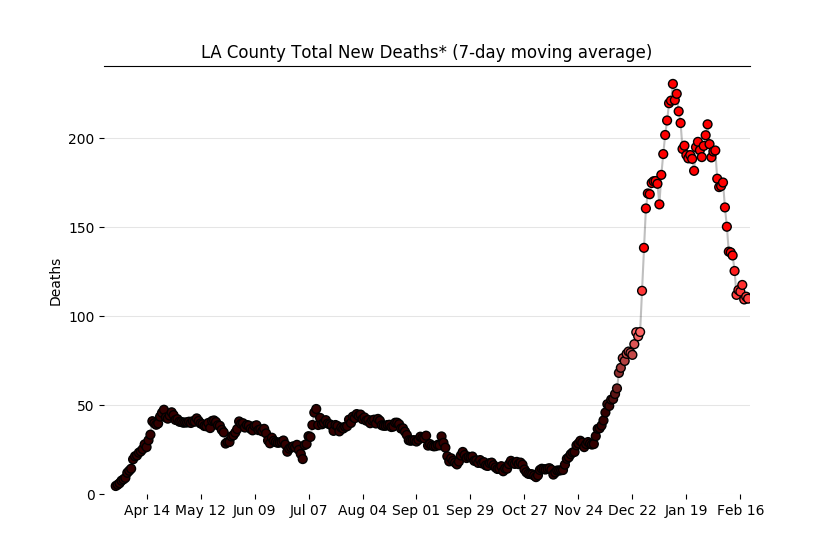 LA County Total New Deaths* (7-day moving average)
200
150
100
50
0
Deaths
Apr 14 May 12 Jun 09 Jul 07 Aug 04 Sep 01 Sep 29 Oct 27 Nov 24 Dec 22 Jan 19 Feb 16